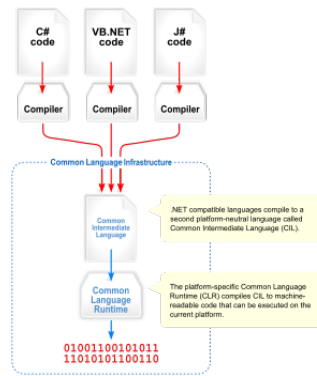 C#
code
VB.NET
code
J#
code
Compiler
Compiler
Compiler
Common Language Infrastructure
Common
Intermediate
Language
.NET compatible languages compile to a
second platform-neutral language called
Common Intermediate Language (CIL).
Common
Language
Runtime
The platform-specific Common Language
Runtime (CLR) compiles CIL to machine-
readable code that can be executed on the
current platform.
01001100101011
11010101100110